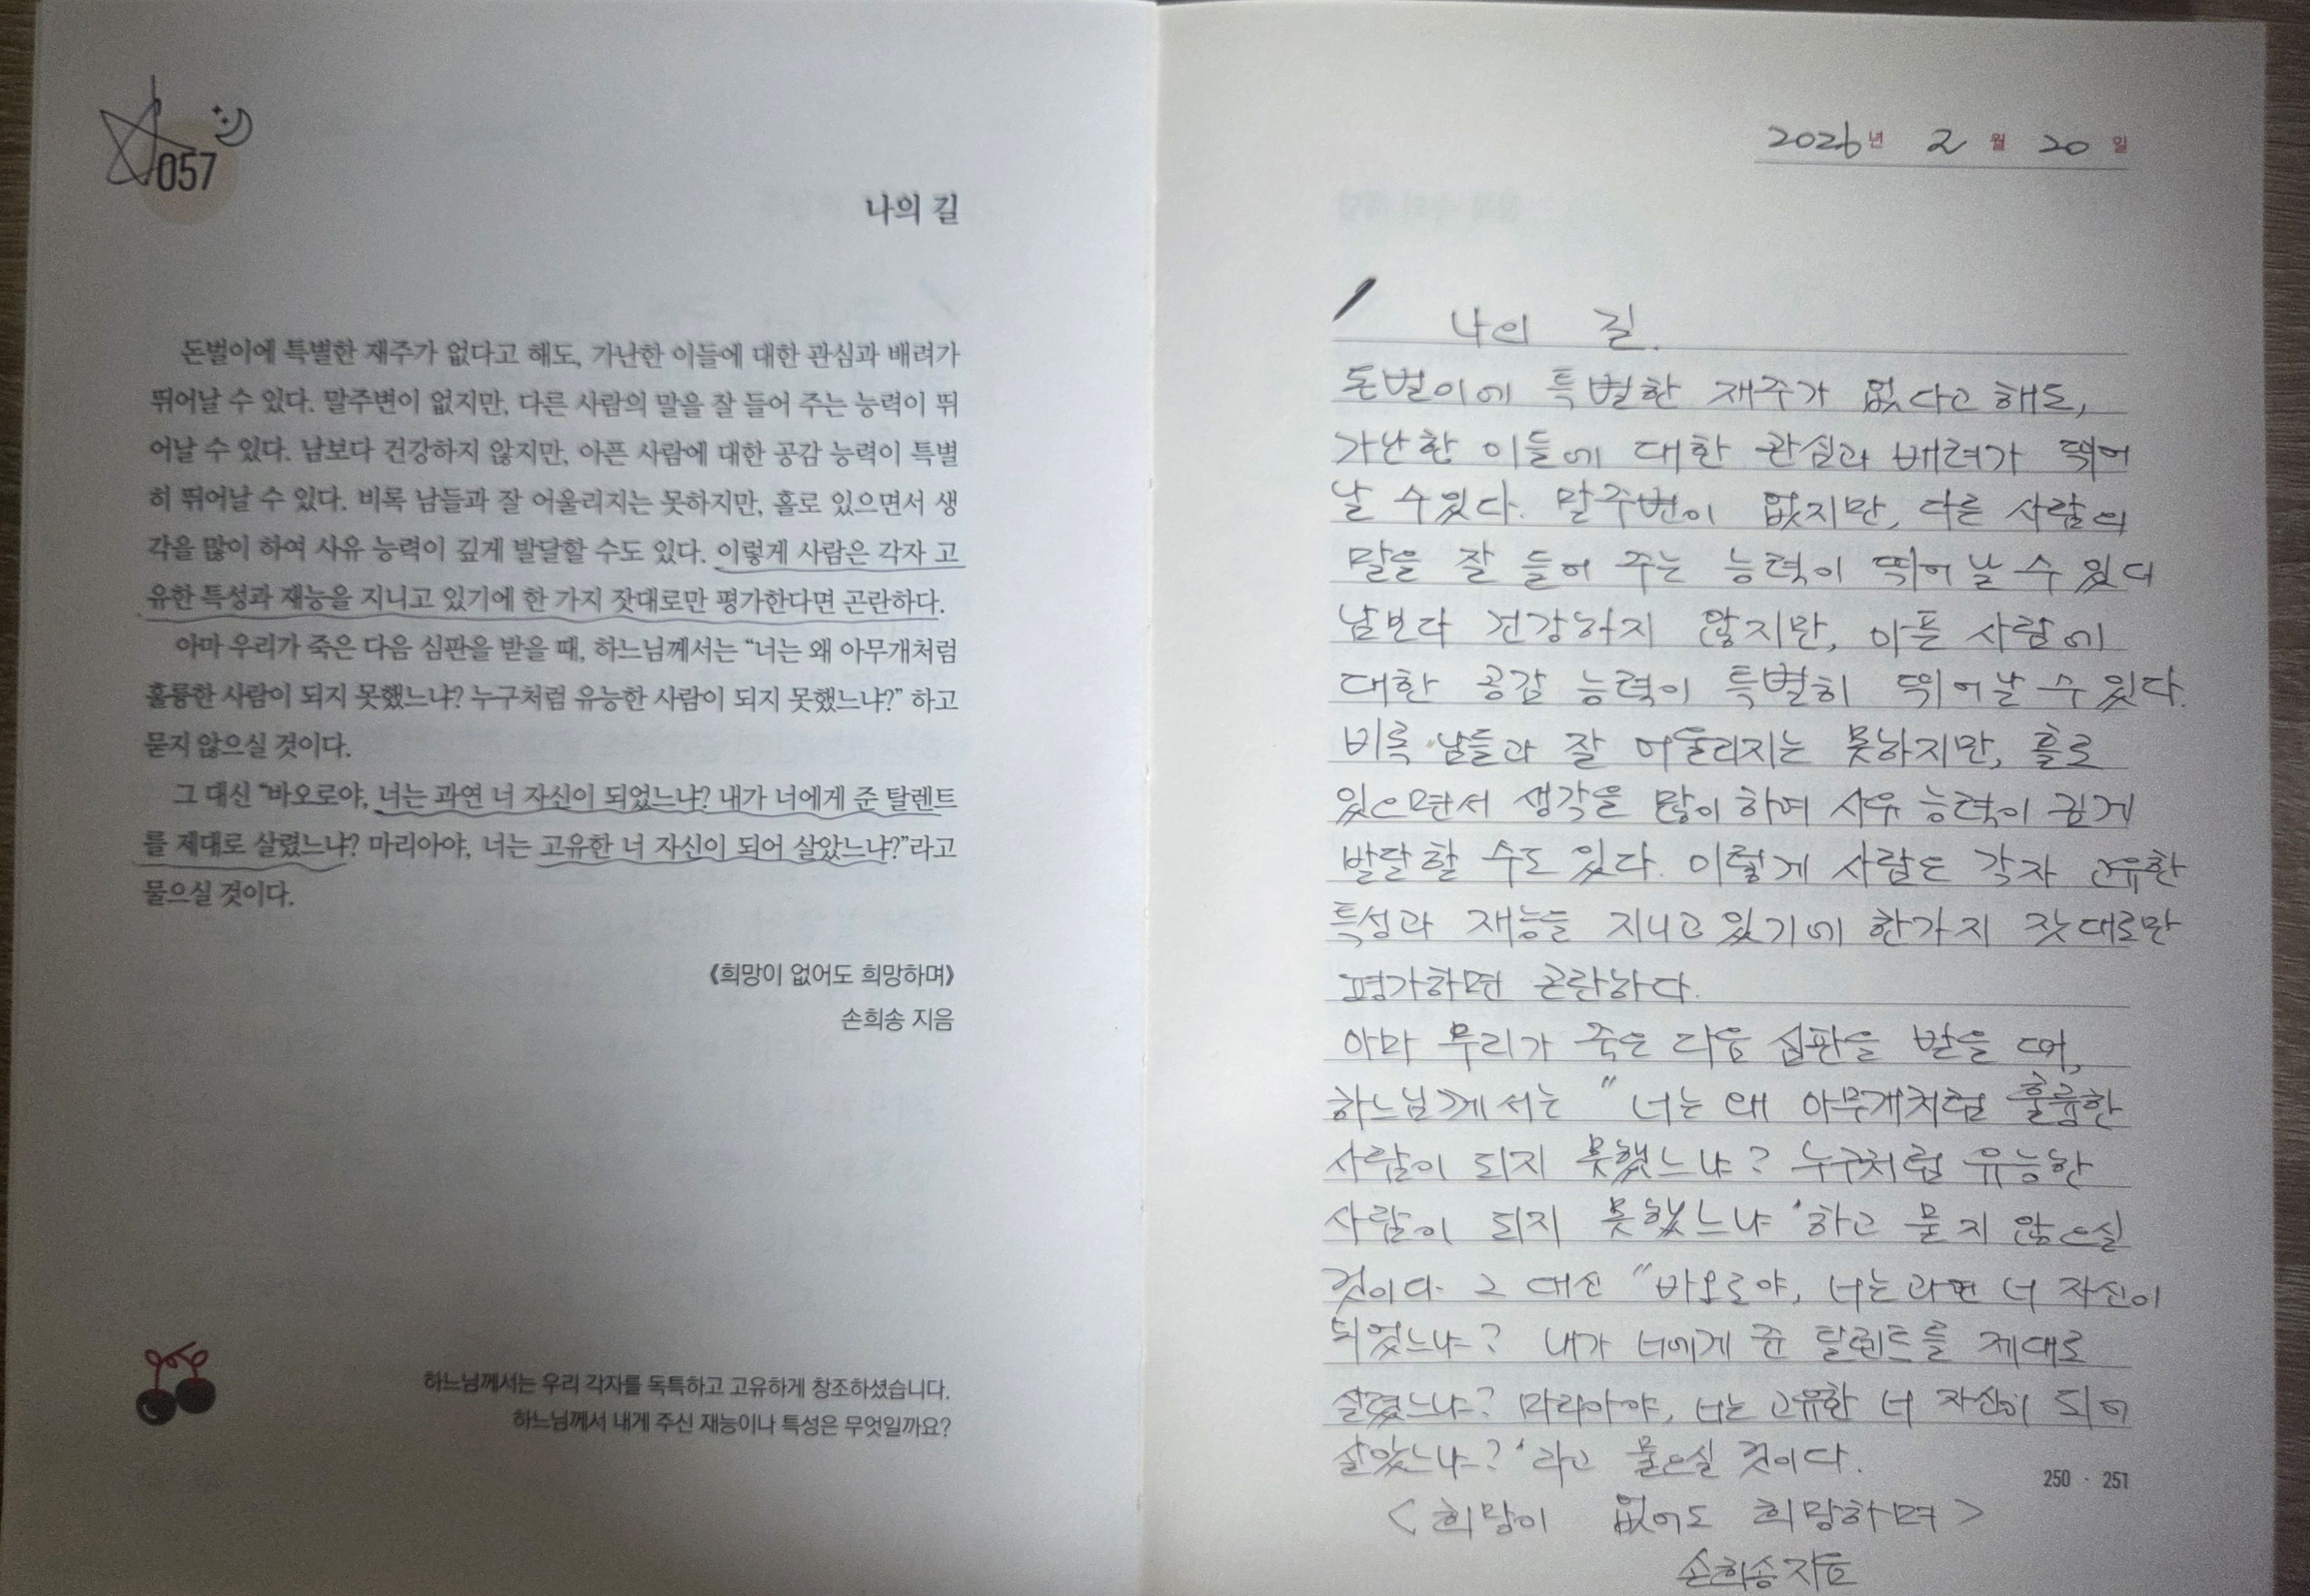 057
나의 길
돈벌이에 특별한 재주가 없다고 해도, 가난한 이들에 대한 관심과 배려가
뛰어날 수 있다. 말주변이 없지만, 다른 사람의 말을 잘 들어 주는 능력이 뛰
어날 수 있다. 남보다 건강하지 않지만, 아픈 사람에 대한 공감 능력이 특별
히 뛰어날 수 있다. 비록 남들과 잘 어울리지는 못하지만, 홀로 있으면서 생
각을 많이 하여 사유 능력이 깊게 발달할 수도 있다. 이렇게 사람은 각자 고
유한 특성과 재능을 지니고 있기에 한 가지 잣대로만 평가한다면 곤란하다.
아마 우리가 죽은 다음 심판을 받을 때, 하느님께서는 “너는 왜 아무개처럼
훌륭한 사람이 되지 못했느냐? 누구처럼 유능한 사람이 되지 못했느냐?” 하고
묻지 않으실 것이다.
그 대신 “바오로야, 너는 과연 너 자신이 되었느냐? 내가 너에게 준 탈렌트
를 제대로 살렸느냐? 마리아야, 너는 고유한 너 자신이 되어 살았느냐?”라고
물으실 것이다.
《희망이 없어도 희망하며》
손희송 지음
하느님께서는 우리 각자를 독특하고 고유하게 창조하셨습니다.
하느님께서 내게 주신 재능이나 특성은 무엇일까요?
2026년 2월 20일
나의 길.
돈벌이에 특별한 재주가 없다고 해도,
가난한 이들에 대한 관심과 배려가 뛰어
날 수 있다. 말주변이 없지만, 다른 사람의
말을 잘 들어 주는 능력이 뛰어날 수 있다
남보다 건강하지 않지만, 아픈 사람에
대한 공감 능력이 특별히 뛰어날 수 있다.
비록 남들과 잘 어울리지는 못하지만, 홀로
있으면서 생각을 많이 하여 사유 능력이 깊게
발달할 수도 있다. 이렇게 사람은 각자 고유한
특성과 재능을 지니고 있기에 한가지 잣대로만
평가하면 곤란하다.
아마 우리가 죽은 다음 심판을 받을 때,
하느님께서는 "너는 왜 아무개처럼 훌륭한
사람이 되지 못했느냐? 누구처럼 유능한
사람이 되지 못했느냐 '하고 묻지 않으실
것이다. 그 대신 "바오로야, 너는 과연 너 자신이
되었느냐? 내가 너에게 준 탈렌트를 제대로
살렸느냐? 마리아야, 너는 고유한 너 자신이 되어
살았느냐?'라고 물으실 것이다.
250 · 251
<희망이 없어도 희망하며>
손희송 지음